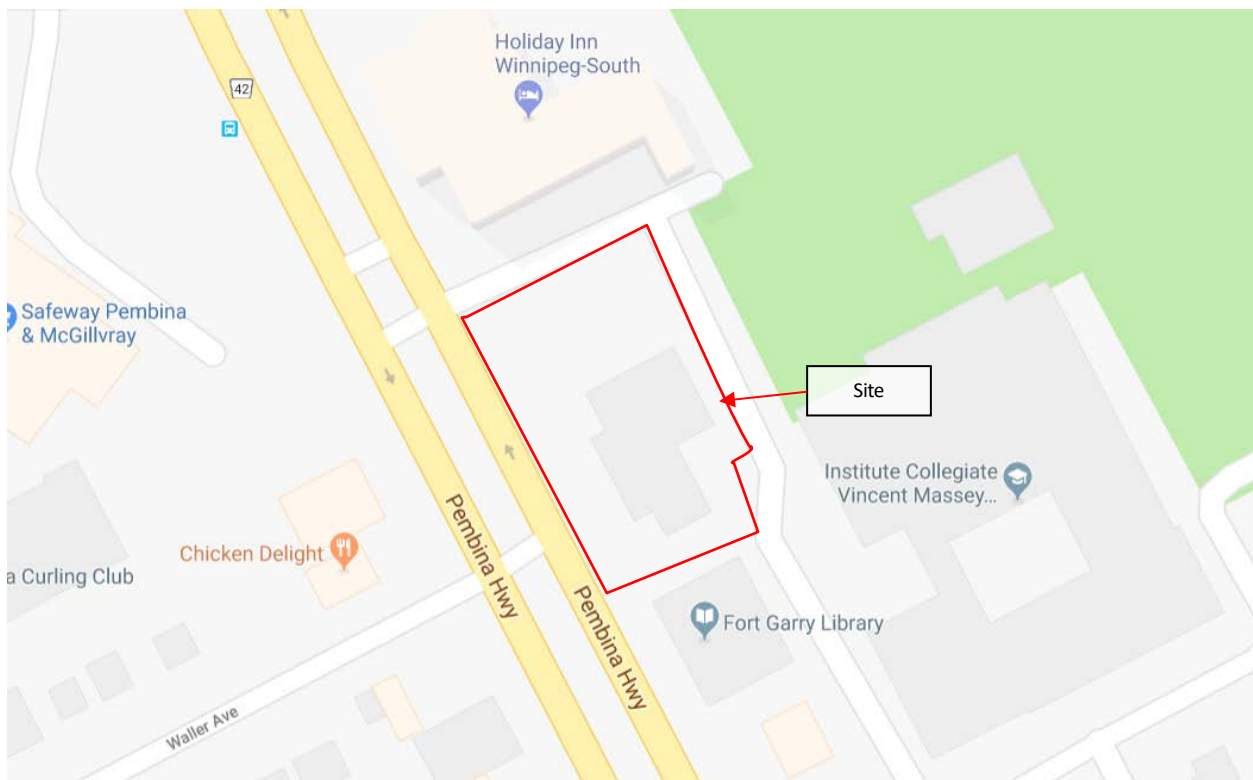 Holiday Inn
Winnipeg-South
42
Safeway Pembina
& McGillvray
Site
Institute Collegiate
Vincent Massey...
Pembina Hwy
Chicken Delight
a Curling Club
Pembina Hwy
Fort Garry Library
Waller Ave